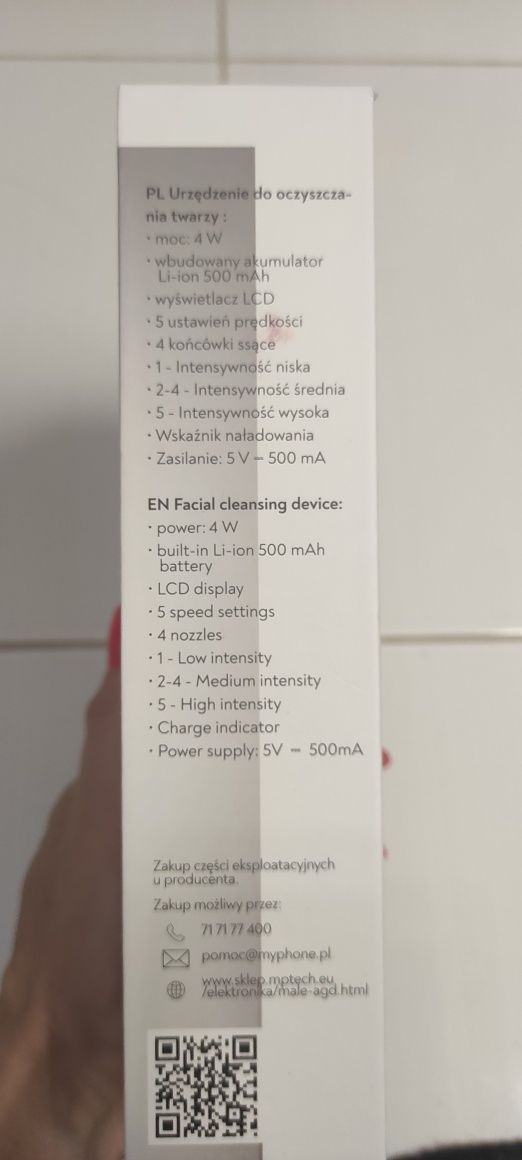 PL Urzędzenie do oczyszcza-
nia twarzy :
• moc: 4 W
• wbudowany akumulator
Li-ion 500 mAh
• wyświetlacz LCD
• 5 ustawień prędkości
• 4 końcówki ssące
• 1 - Intensywność niska
• 2-4 - Intensywność średnia
• 5 - Intensywność wysoka
• Wskaźnik naładowania
• Zasilanie: 5 V ⎓ 500 mA
EN Facial cleansing device:
• power: 4 W
• built-in Li-ion 500 mAh
battery
• LCD display
• 5 speed settings
• 4 nozzles
• 1 - Low intensity
• 2-4 - Medium intensity
• 5 - High intensity
• Charge indicator
• Power supply: 5V ⎓ 500mA
Zakup części eksploatacyjnych
u producenta.
Zakup możliwy przez:
71 71 77 400
pomoc@myphone.pl
www.sklep.mptech.eu
/elektronika/male-agd.html